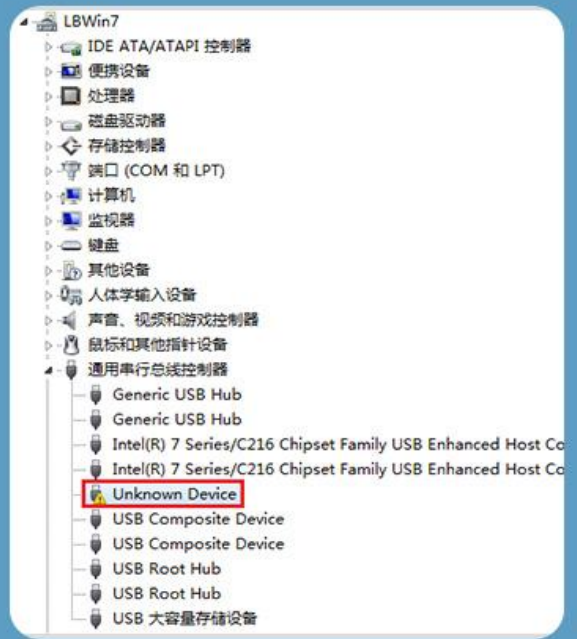 LBWin7
IDE ATA/ATAPI 控制器
便携设备
处理器
磁盘驱动器
存储控制器
端口 (COM 和 LPT)
计算机
监视器
键盘
其他设备
人体学输入设备
声音、视频和游戏控制器
鼠标和其他指针设备
通用串行总线控制器
Generic USB Hub
Generic USB Hub
Intel(R) 7 Series/C216 Chipset Family USB Enhanced Host Co
Intel(R) 7 Series/C216 Chipset Family USB Enhanced Host Co
Unknown Device
USB Composite Device
USB Composite Device
USB Root Hub
USB Root Hub
USB 大容量存储设备